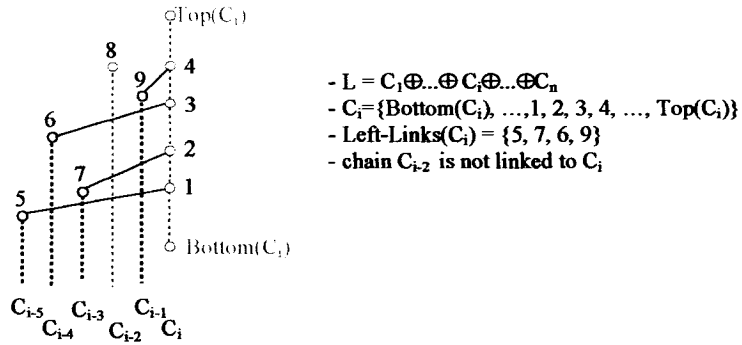 Top(Cᵢ)
8
4
9
3
6
2
7
1
5
Bottom(Cᵢ)
Cᵢ₋₅
Cᵢ₋₄
Cᵢ₋₃
Cᵢ₋₂
Cᵢ₋₁
Cᵢ
- L = C₁⊕...⊕ Cᵢ⊕...⊕Cₙ
- Cᵢ={Bottom(Cᵢ), ...,1, 2, 3, 4, ..., Top(Cᵢ)}
- Left-Links(Cᵢ) = {5, 7, 6, 9}
- chain Cᵢ₋₂ is not linked to Cᵢ